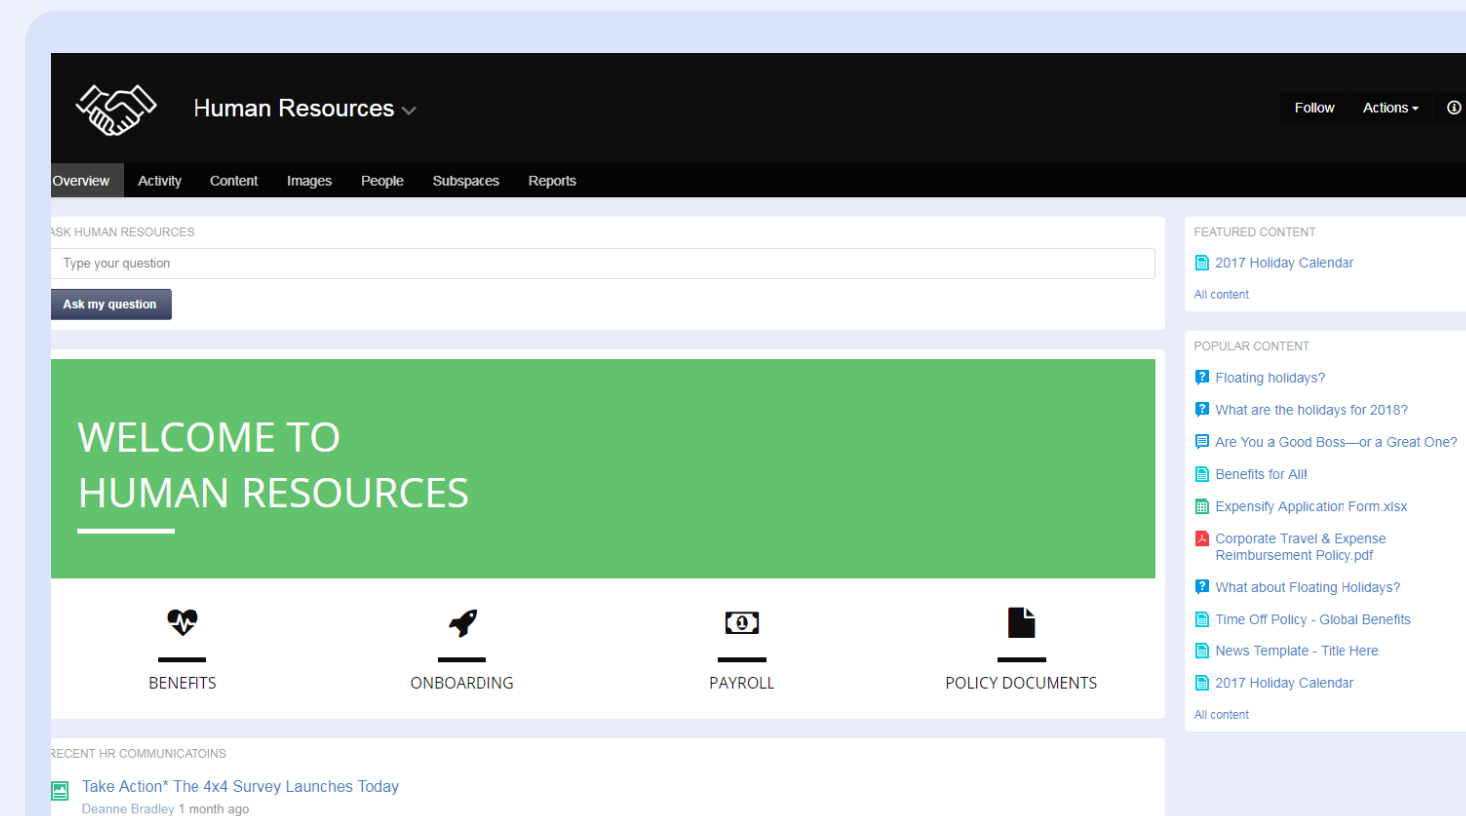 Human Resources
Follow
Actions
Overview
Activity
Content
Images
People
Subspaces
Reports
ASK HUMAN RESOURCES
Type your question
Ask my question
WELCOME TO
HUMAN RESOURCES
BENEFITS
ONBOARDING
PAYROLL
POLICY DOCUMENTS
RECENT HR COMMUNICATOINS
Take Action* The 4x4 Survey Launches Today
Deanne Bradley 1 month ago
FEATURED CONTENT
2017 Holiday Calendar
All content
POPULAR CONTENT
Floating holidays?
What are the holidays for 2018?
Are You a Good Boss—or a Great One?
Benefits for All!
Expensify Application Form.xlsx
Corporate Travel & Expense
Reimbursement Policy.pdf
What about Floating Holidays?
Time Off Policy - Global Benefits
News Template - Title Here
2017 Holiday Calendar
All content